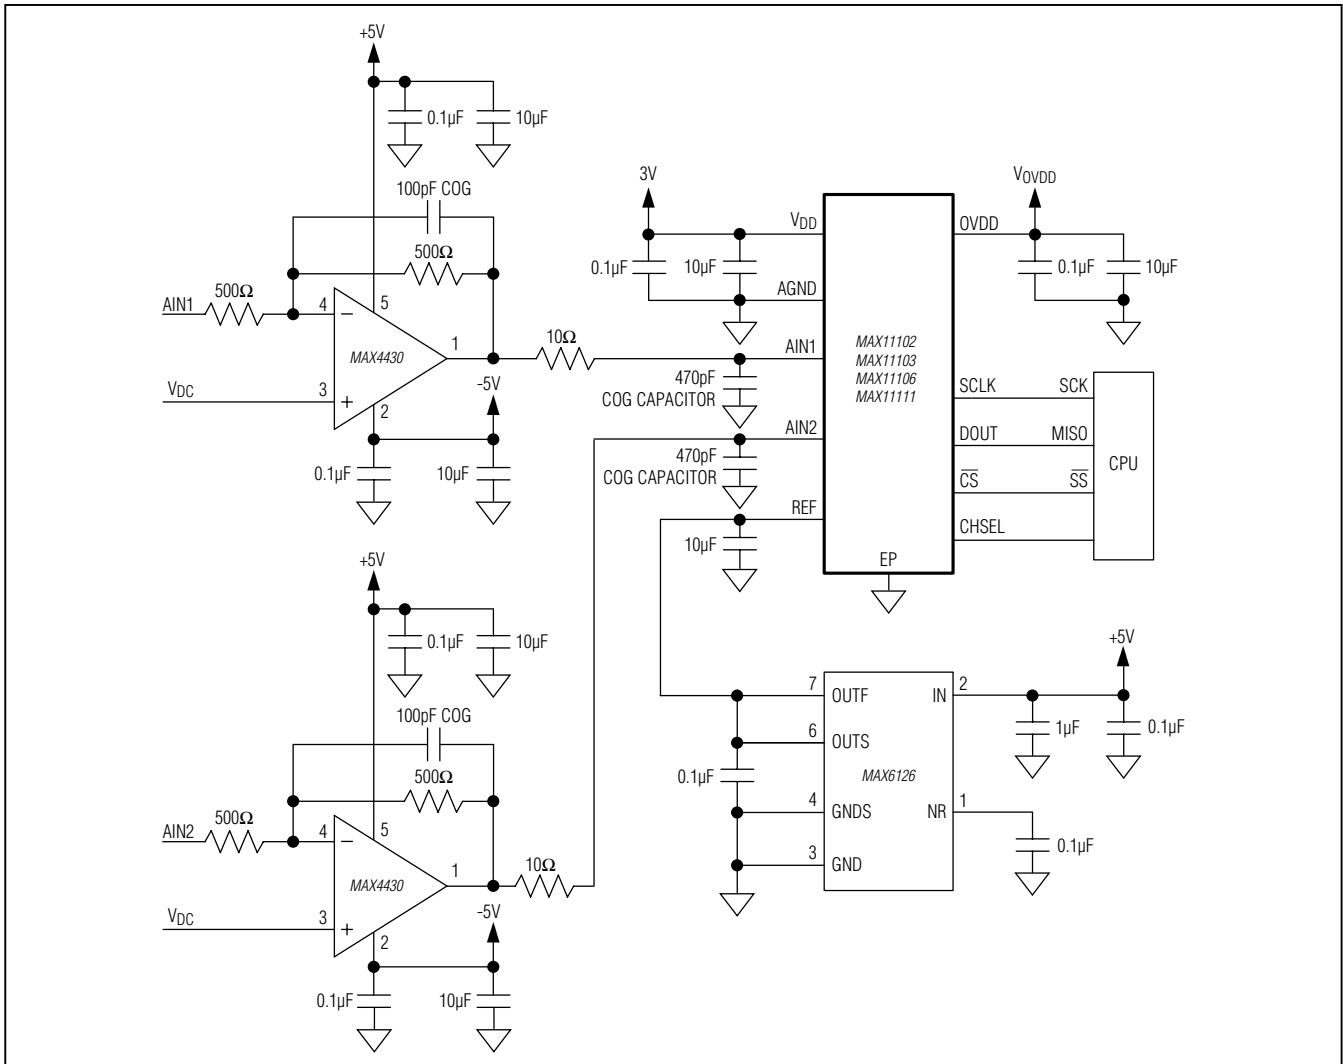 +5V
0.1µF
10µF
100pF COG
500Ω
AIN1
500Ω
4
−
5
MAX4430
1
VDC
3
+
2
10Ω
-5V
0.1µF
10µF
3V
VDD
0.1µF
10µF
AGND
AIN1
470pF
COG CAPACITOR
AIN2
470pF
COG CAPACITOR
REF
10µF
MAX11102
MAX11103
MAX11106
MAX11111
EP
VOVDD
OVDD
0.1µF
10µF
SCLK
SCK
DOUT
MISO
CS
SS
CHSEL
CPU
+5V
0.1µF
10µF
100pF COG
500Ω
AIN2
500Ω
4
−
5
MAX4430
1
VDC
3
+
2
10Ω
-5V
0.1µF
10µF
7
OUTF
6
OUTS
0.1µF
4
GNDS
3
GND
MAX6126
IN
2
+5V
1µF
0.1µF
NR
1
0.1µF